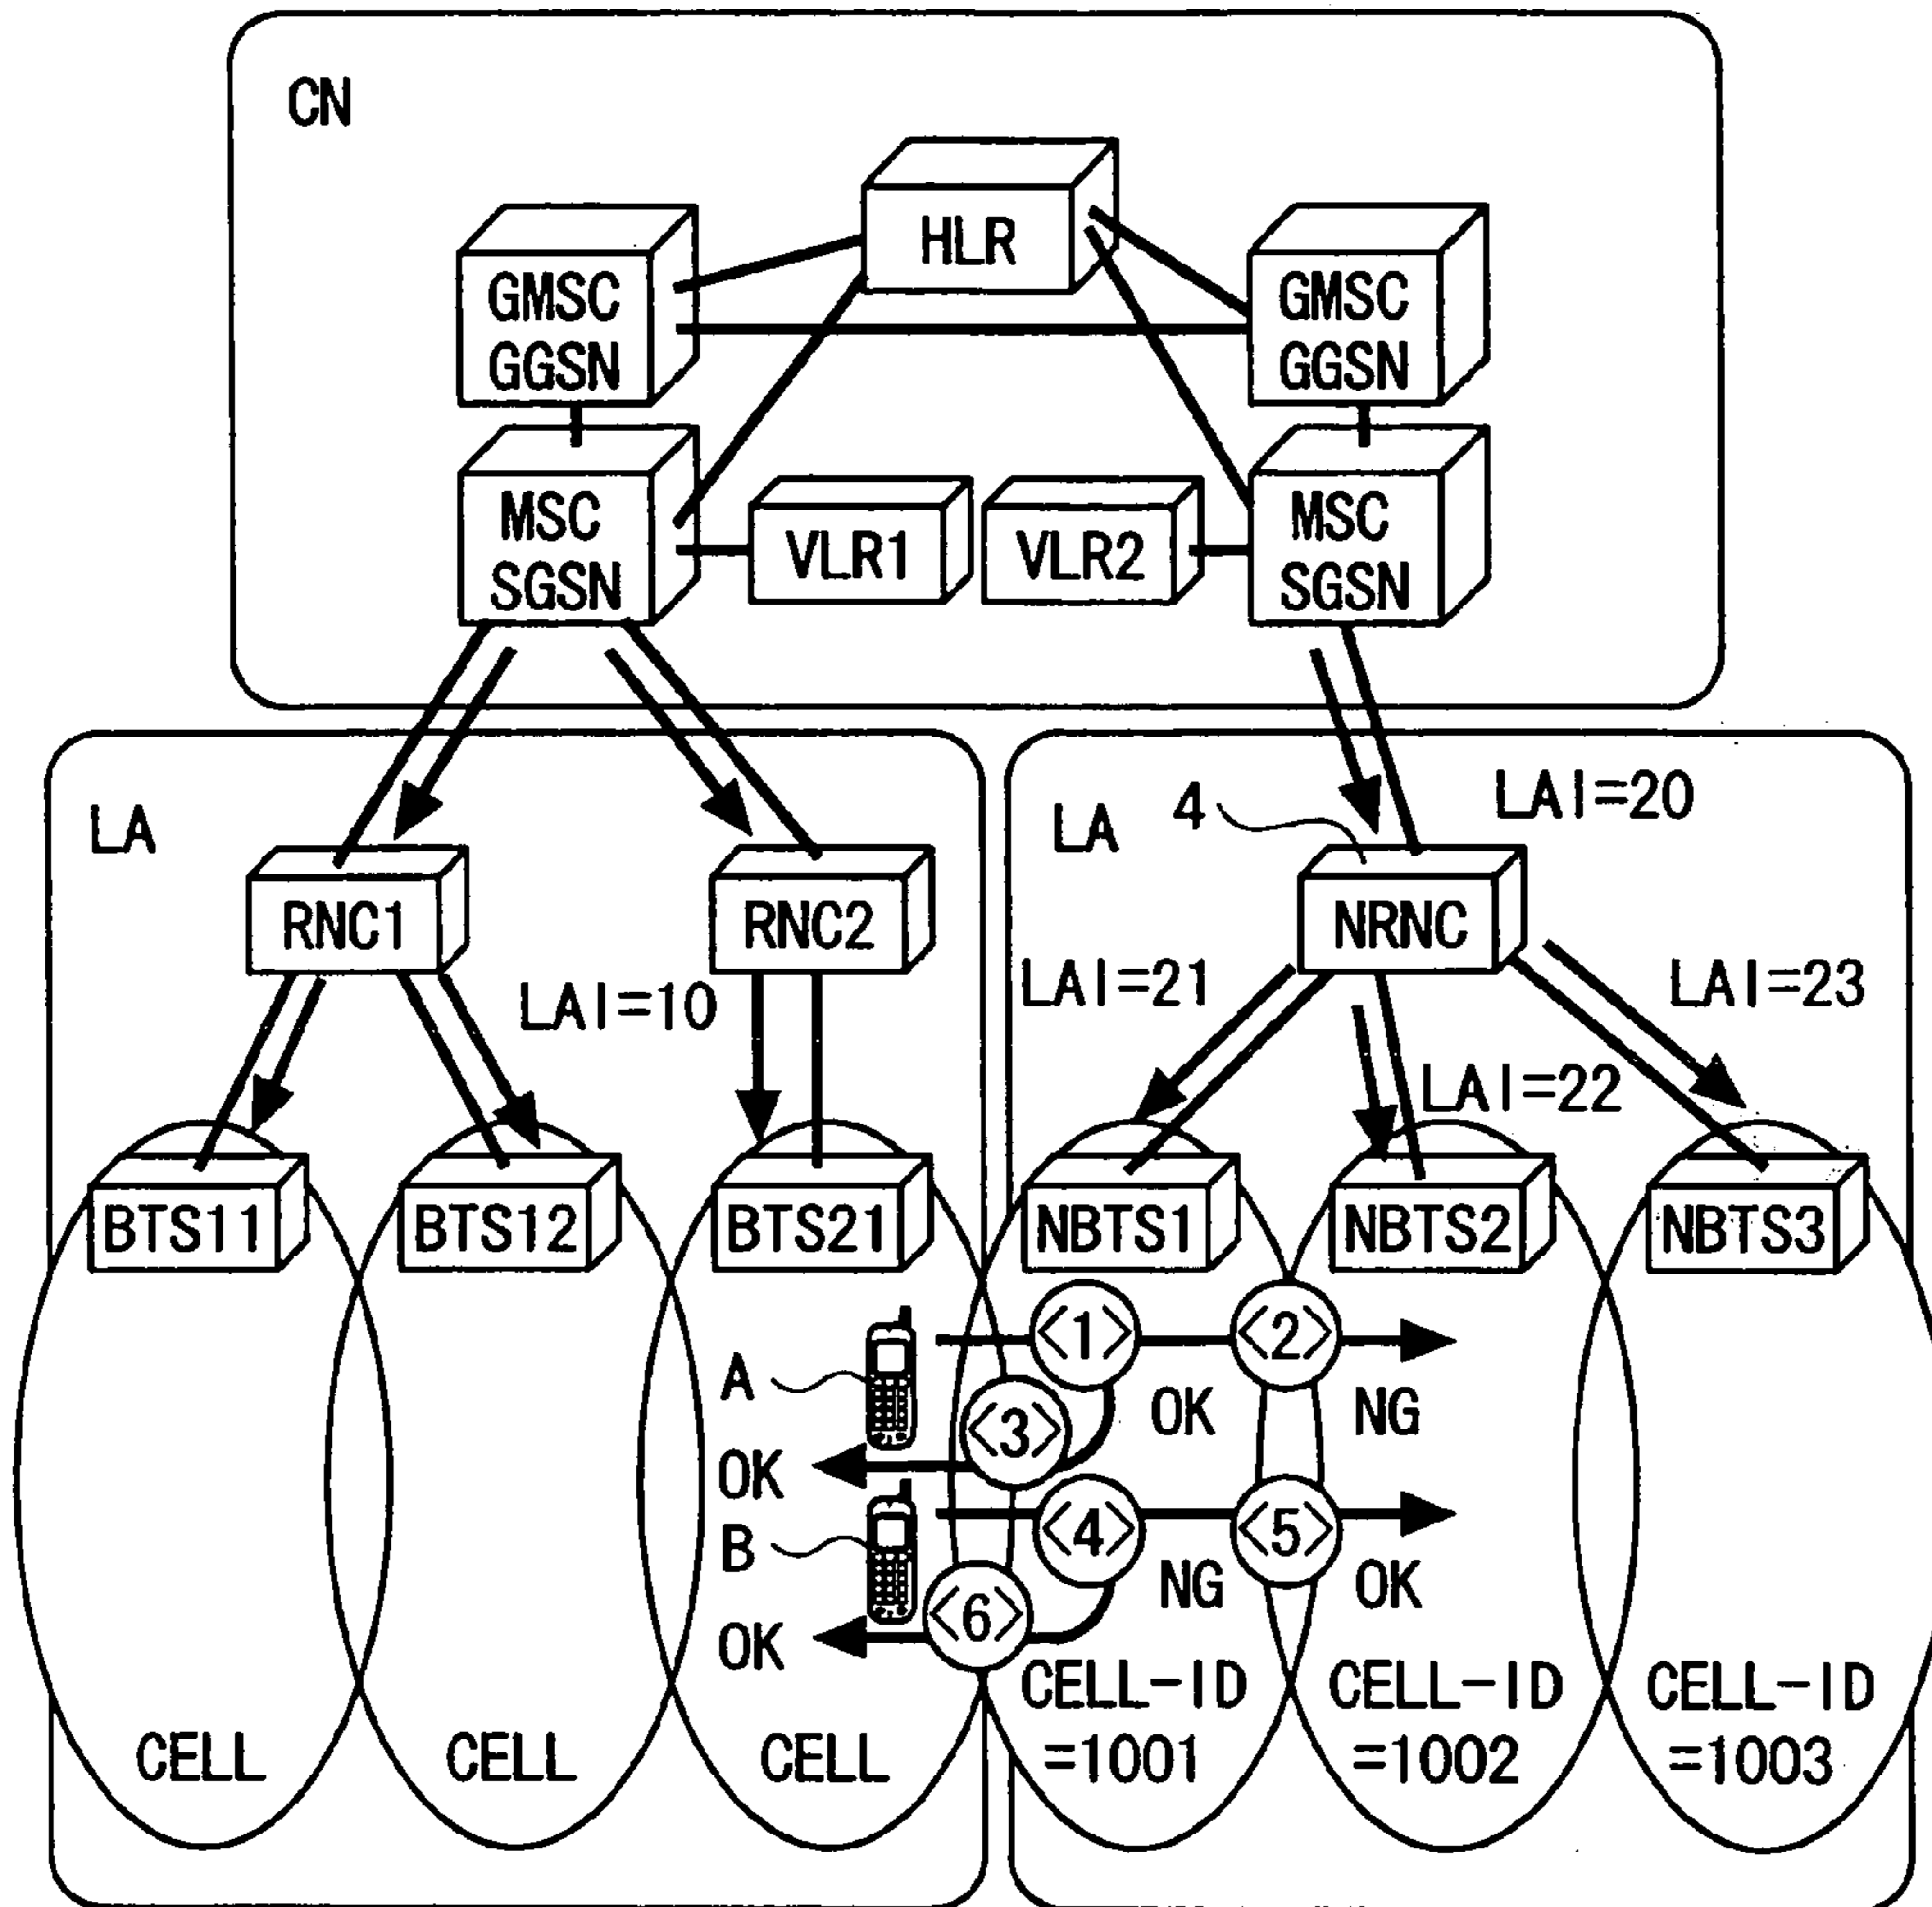 CN
HLR
GMSC
GGSN
GMSC
GGSN
MSC
SGSN
VLR1
VLR2
MSC
SGSN
LA
LA
4
LAI=20
RNC1
RNC2
NRNC
LAI=10
LAI=21
LAI=23
LAI=22
BTS11
BTS12
BTS21
NBTS1
NBTS2
NBTS3
<1>
<2>
A
OK
NG
<3>
OK
<4>
<5>
B
NG
OK
<6>
OK
CELL
CELL
CELL
CELL-ID
=1001
CELL-ID
=1002
CELL-ID
=1003